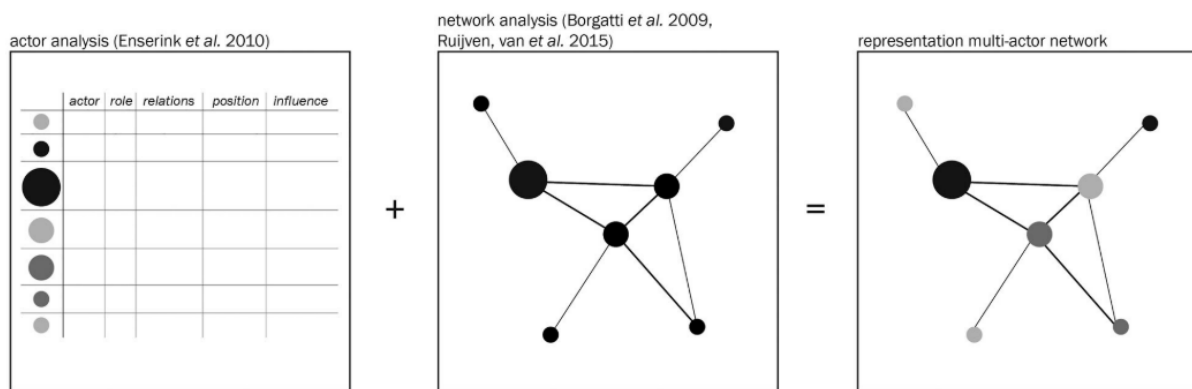 actor analysis (Enserink et al. 2010)
network analysis (Borgatti et al. 2009,
Ruijven, van et al. 2015)
representation multi-actor network
actor role relations position influence
+
=